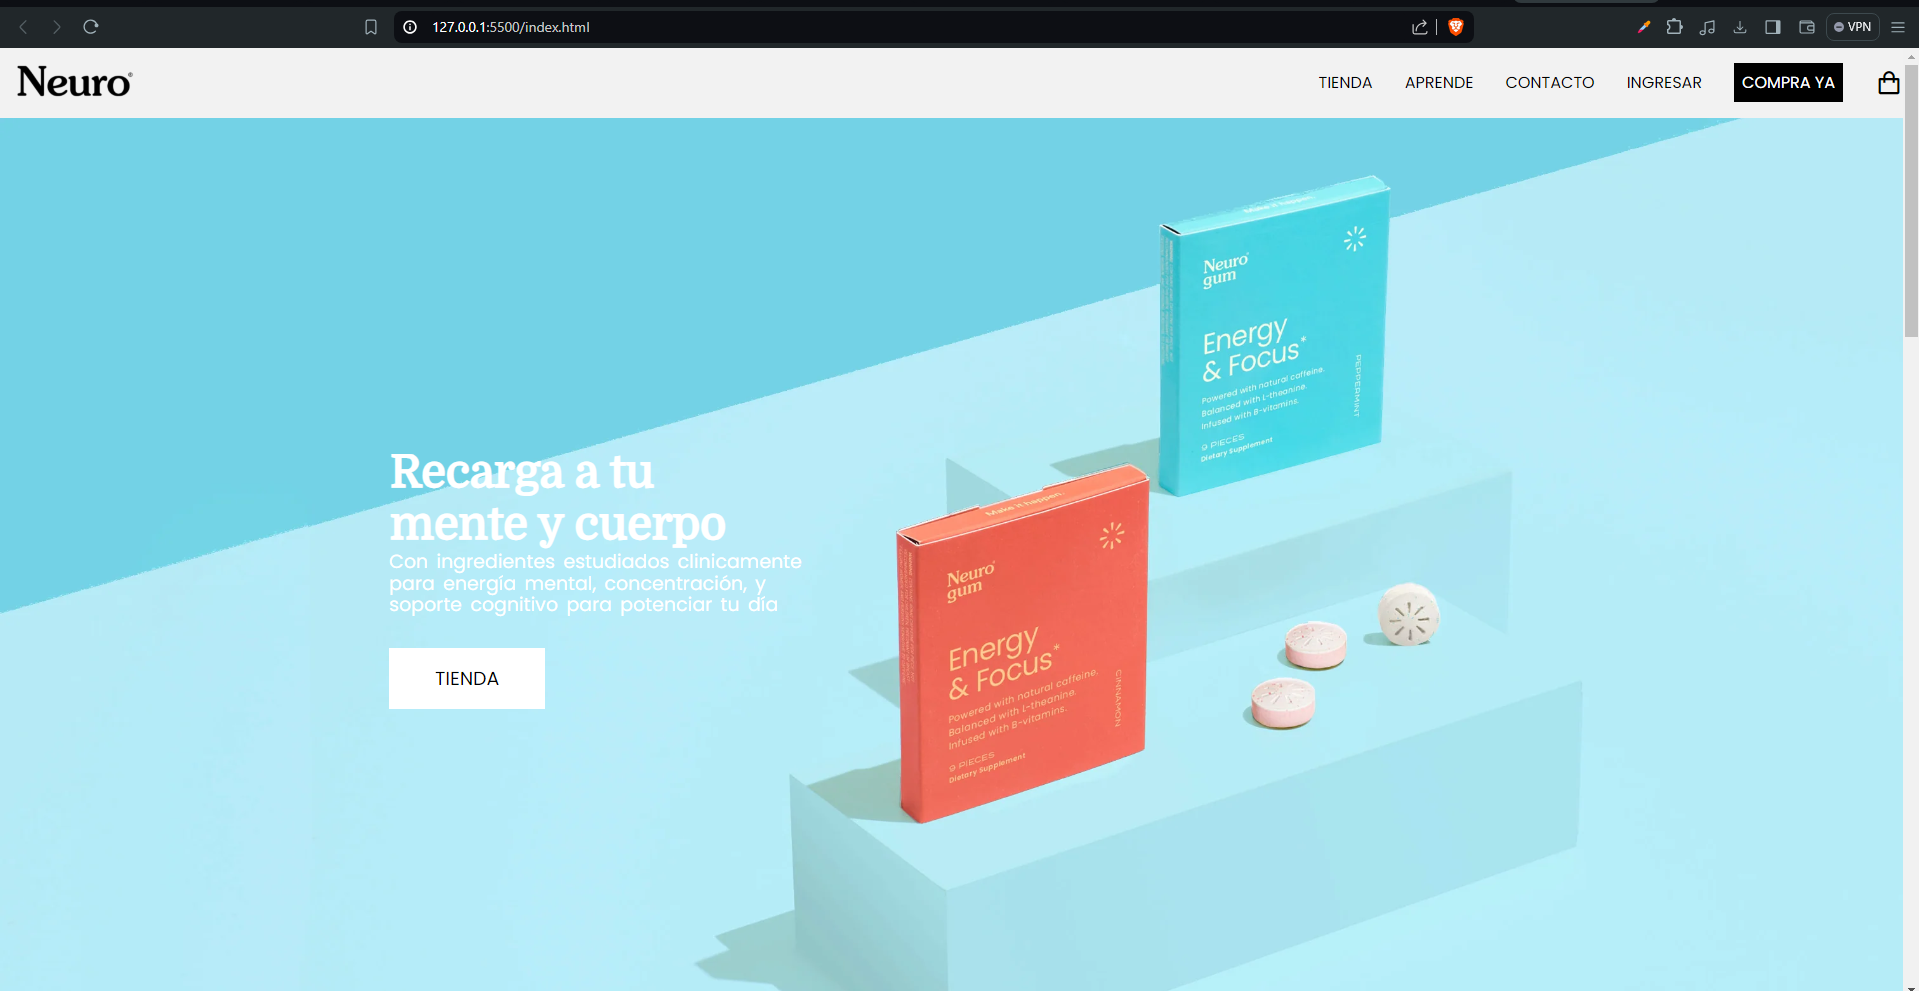 127.0.0.1:5500/index.html
VPN
Neuro®
TIENDA
APRENDE
CONTACTO
INGRESAR
COMPRA YA
Make it happen.
Neuro®
gum
Energy
& Focus*
Powered with natural caffeine.
Balanced with L-theanine.
Infused with B-vitamins.
PEPPERMINT
9 PIECES
Dietary Supplement
Recarga a tu
mente y cuerpo
Con ingredientes estudiados clinicamente
para energía mental, concentración, y
soporte cognitivo para potenciar tu día
TIENDA
Make it happen.
Neuro®
gum
Energy
& Focus*
Powered with natural caffeine.
Balanced with L-theanine.
Infused with B-vitamins.
CINNAMON
9 PIECES
Dietary Supplement